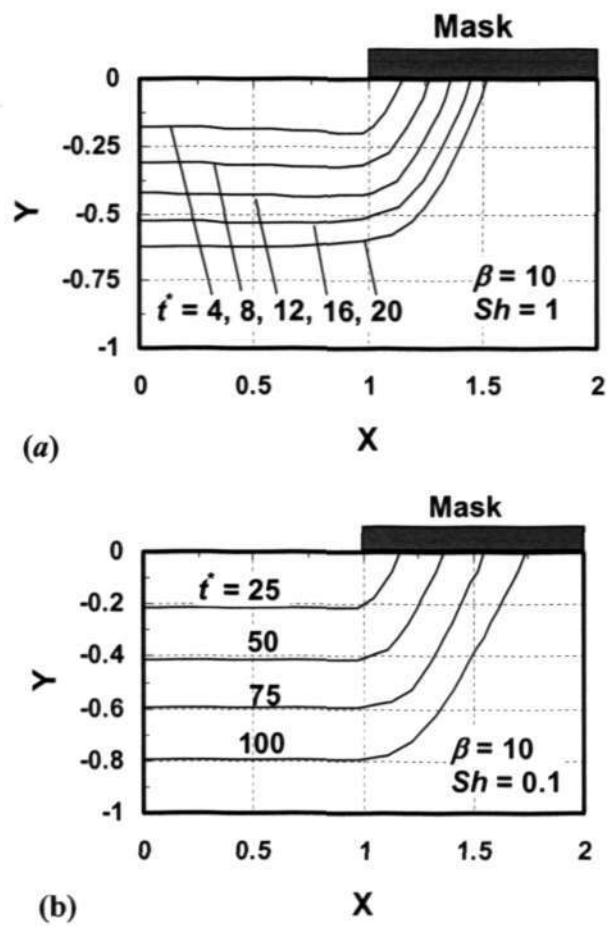 Mask
0
-0.25
-0.5
-0.75
-1
Y
t* = 4, 8, 12, 16, 20
β = 10
Sh = 1
0 0.5 1 1.5 2
X
(a)
Mask
0
-0.2
-0.4
-0.6
-0.8
-1
Y
t* = 25
50
75
100
β = 10
Sh = 0.1
0 0.5 1 1.5 2
X
(b)